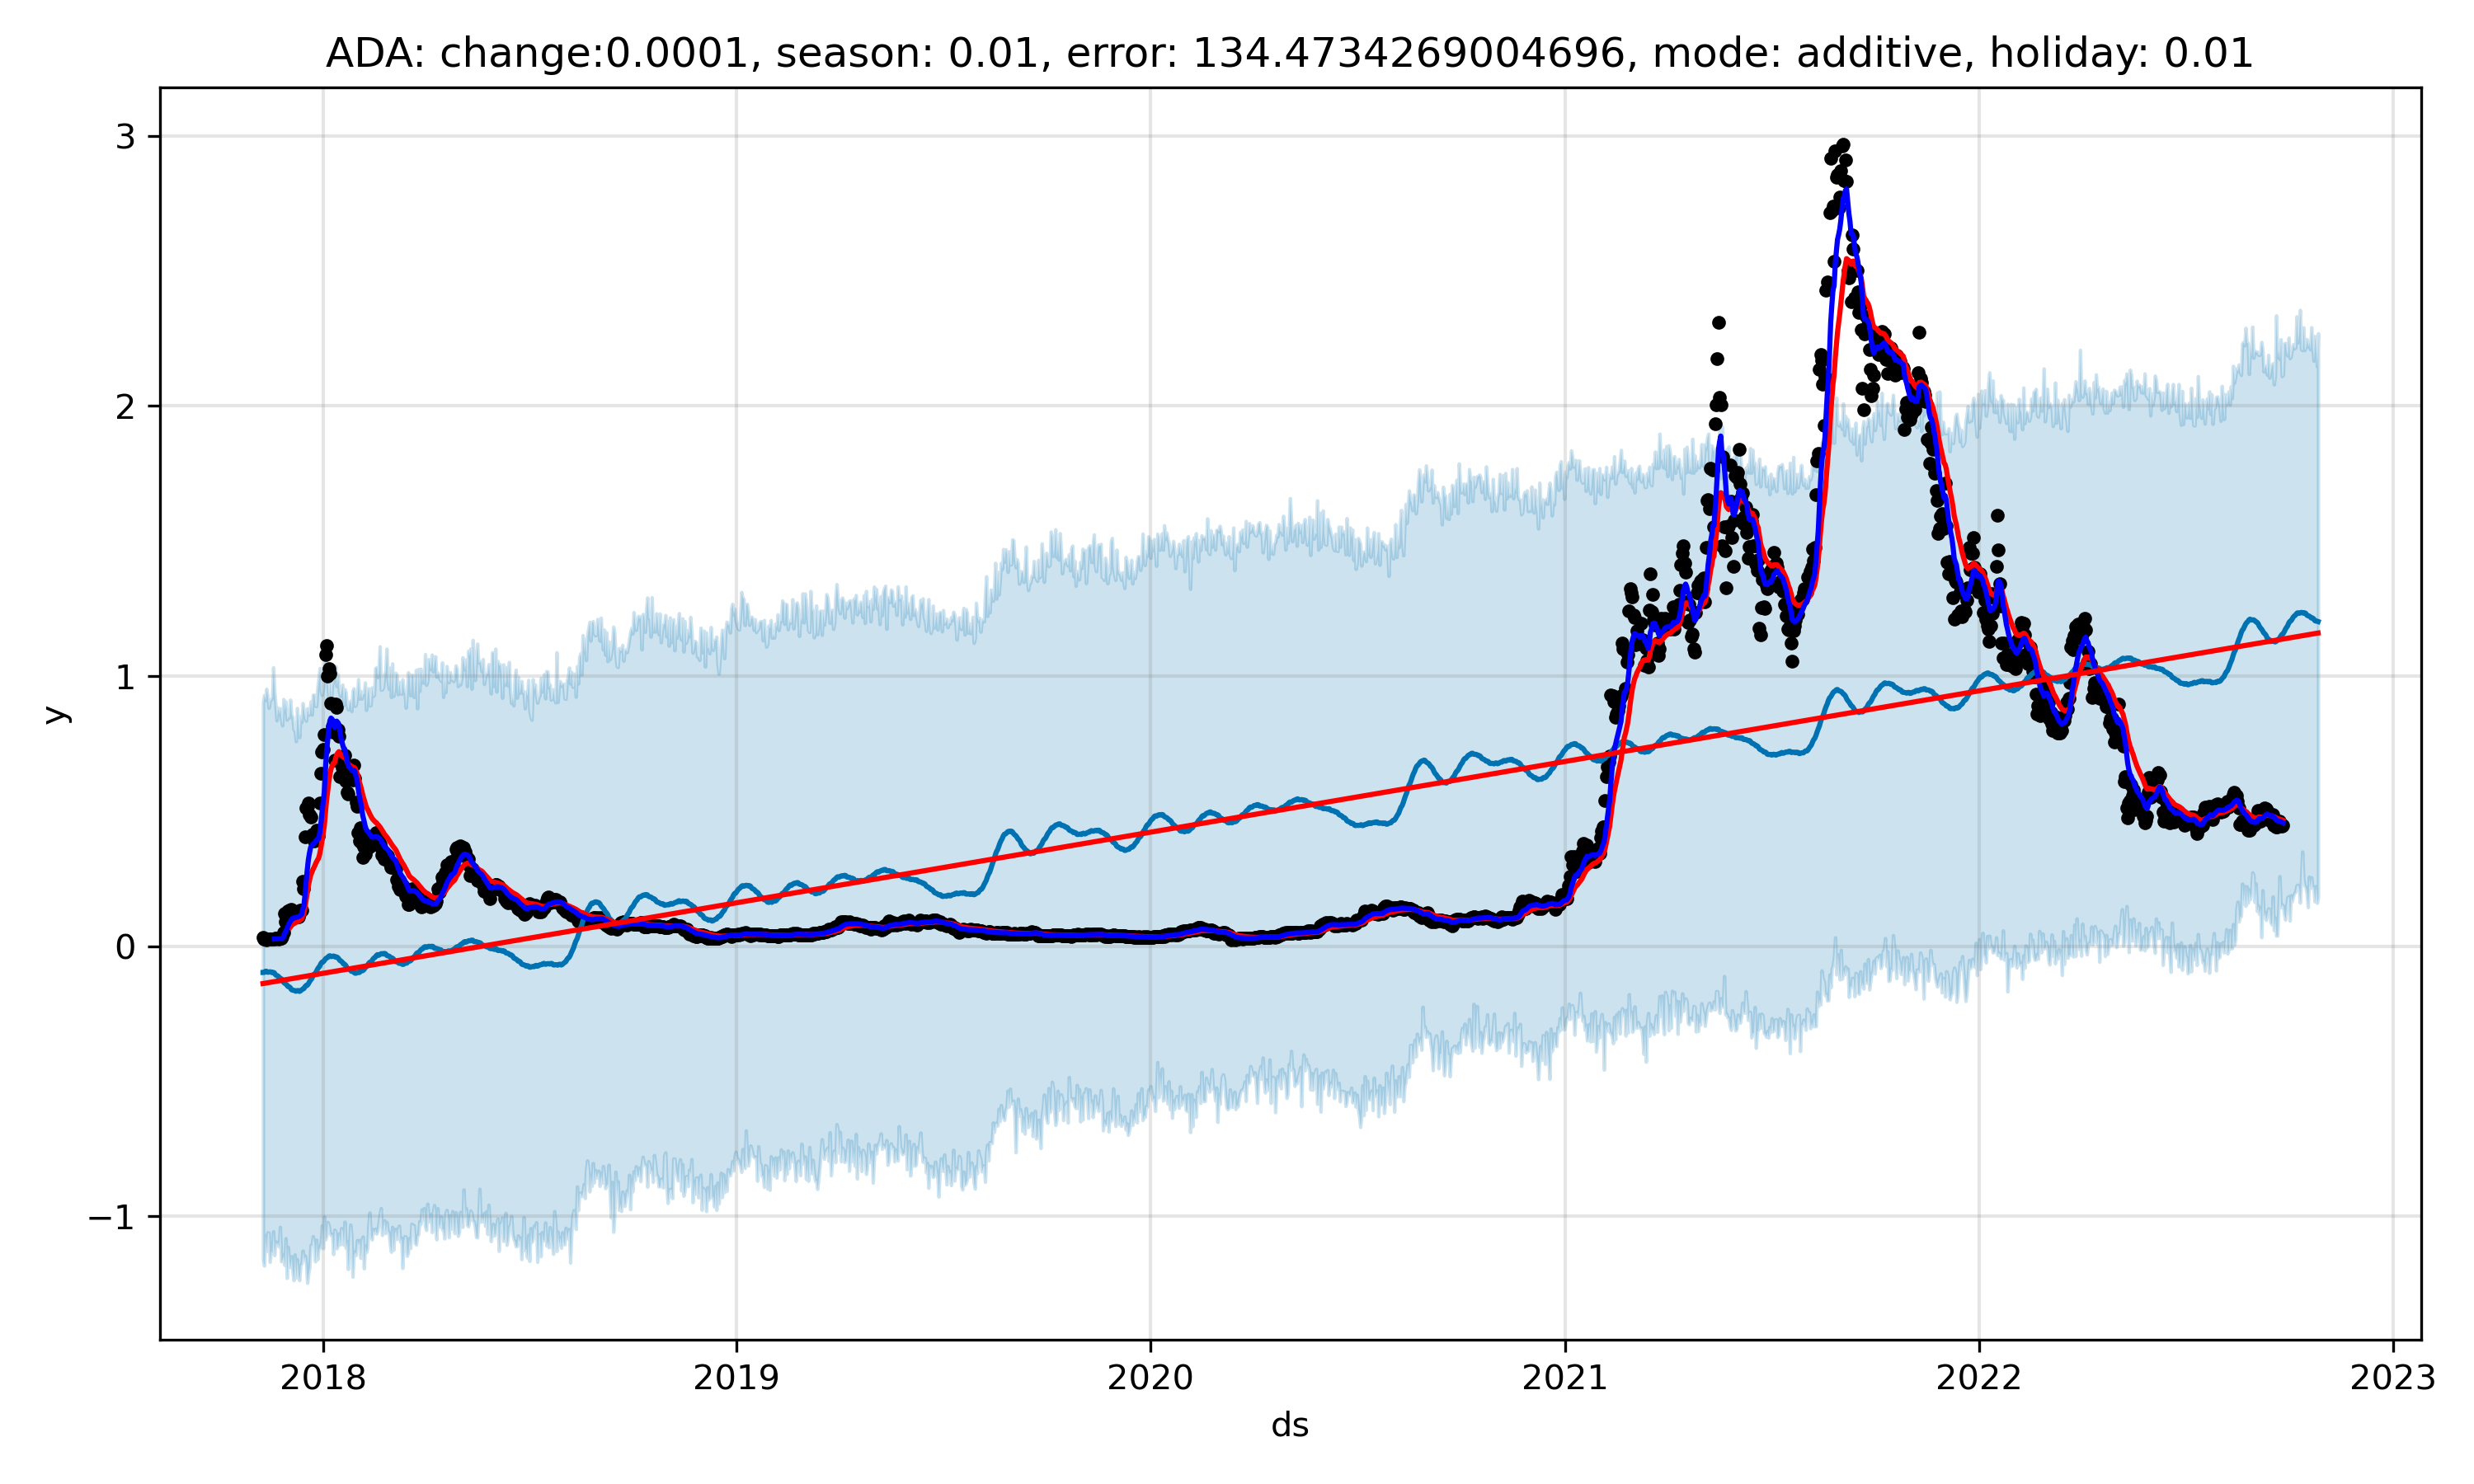 ADA: change:0.0001, season: 0.01, error: 134.4734269004696, mode: additive, holiday: 0.01
3
2
1
0
−1
y
2018 2019 2020 2021 2022 2023
ds